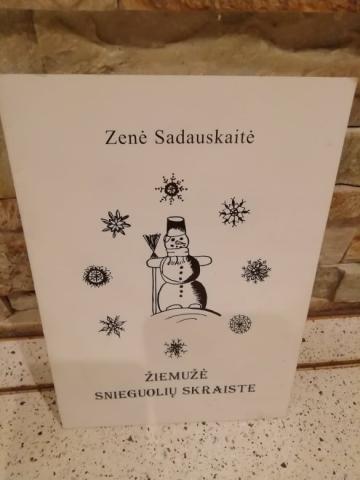 Zenė Sadauskaitė
ŽIEMUŽĖ
SNIEGUOLIŲ SKRAISTE